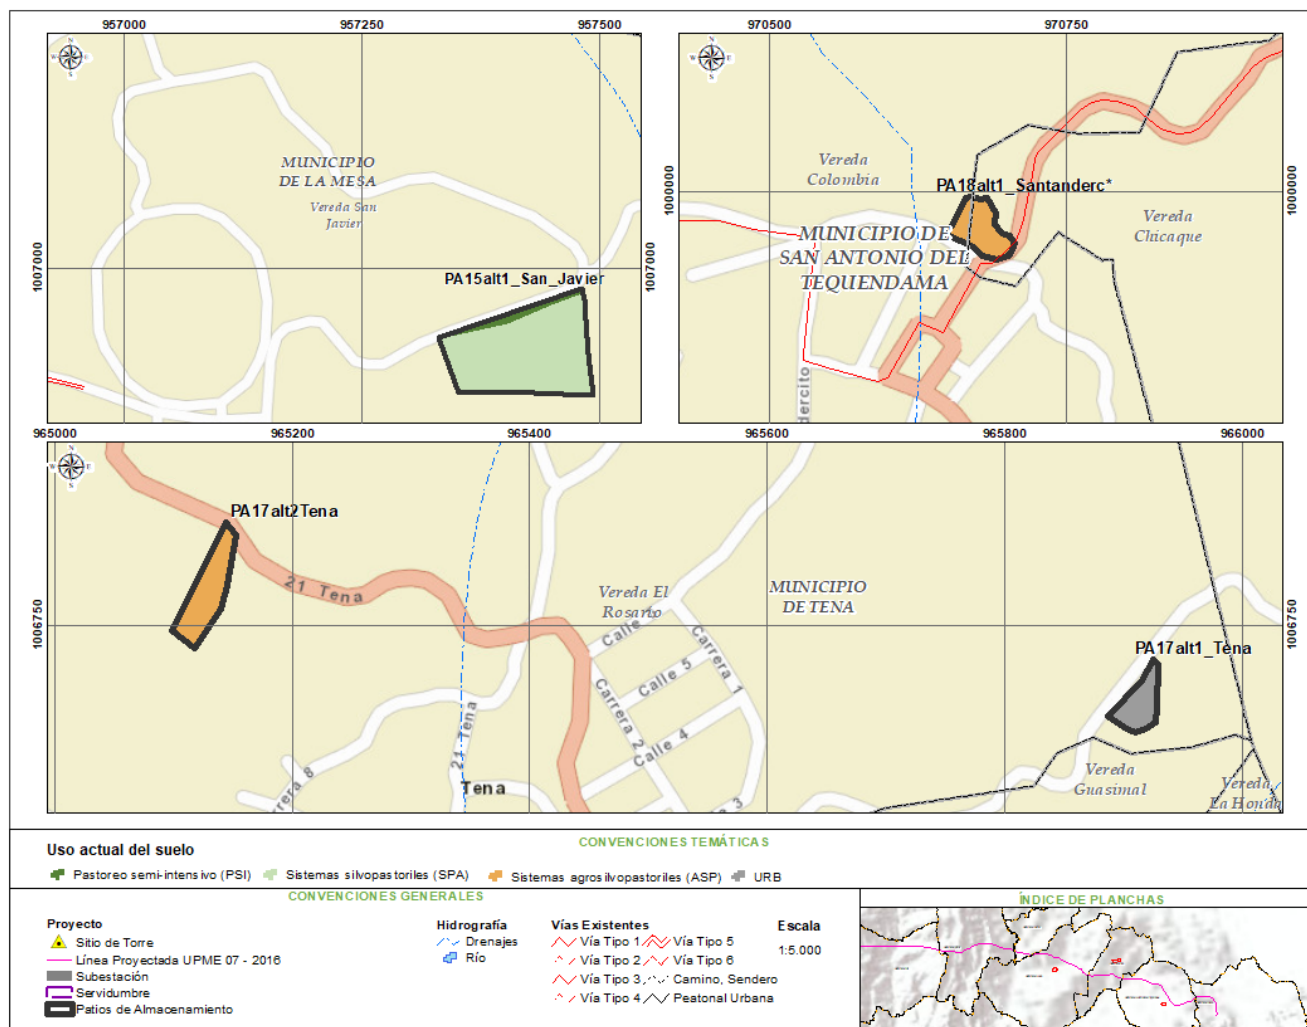 957000 957250 957500 970500 970750
MUNICIPIO
DE LA MESA
Vereda San
Javier
PA15alt1_San_Javier
1007000
1007000
Vereda
Colombia
PA18alt1_Santanderc*
Vereda
Chicaque
MUNICIPIO DE
SAN ANTONIO DEL
TEQUENDAMA
dercito
1000000
1000000
965000 965200 965400 965600 965800 966000
PA17alt2Tena
21 Tena
Vereda El
Rosario
MUNICIPIO
DE TENA
1006750
1006750
Calle
Calle 5
Carrera 1
Carrera 2
Calle 4
21 Tena
Tena
arrera 8
a 3
PA17alt1_Tena
Vereda
Guasimal
Vereda
La Honda
CONVENCIONES TEMÁTICAS
Uso actual del suelo
Pastoreo semi-intensivo (PSI) Sistemas silvopastoriles (SPA) Sistemas agrosilvopastoriles (ASP) URB
CONVENCIONES GENERALES
Proyecto
Sitio de Torre
Línea Proyectada UPME 07 - 2016
Subestación
Servidumbre
Patios de Almacenamiento
Hidrografía
Drenajes
Río
Vías Existentes
Vía Tipo 1 Vía Tipo 5
Vía Tipo 2 Vía Tipo 6
Vía Tipo 3 Camino, Sendero
Vía Tipo 4 Peatonal Urbana
Escala
1:5.000
ÍNDICE DE PLANCHAS